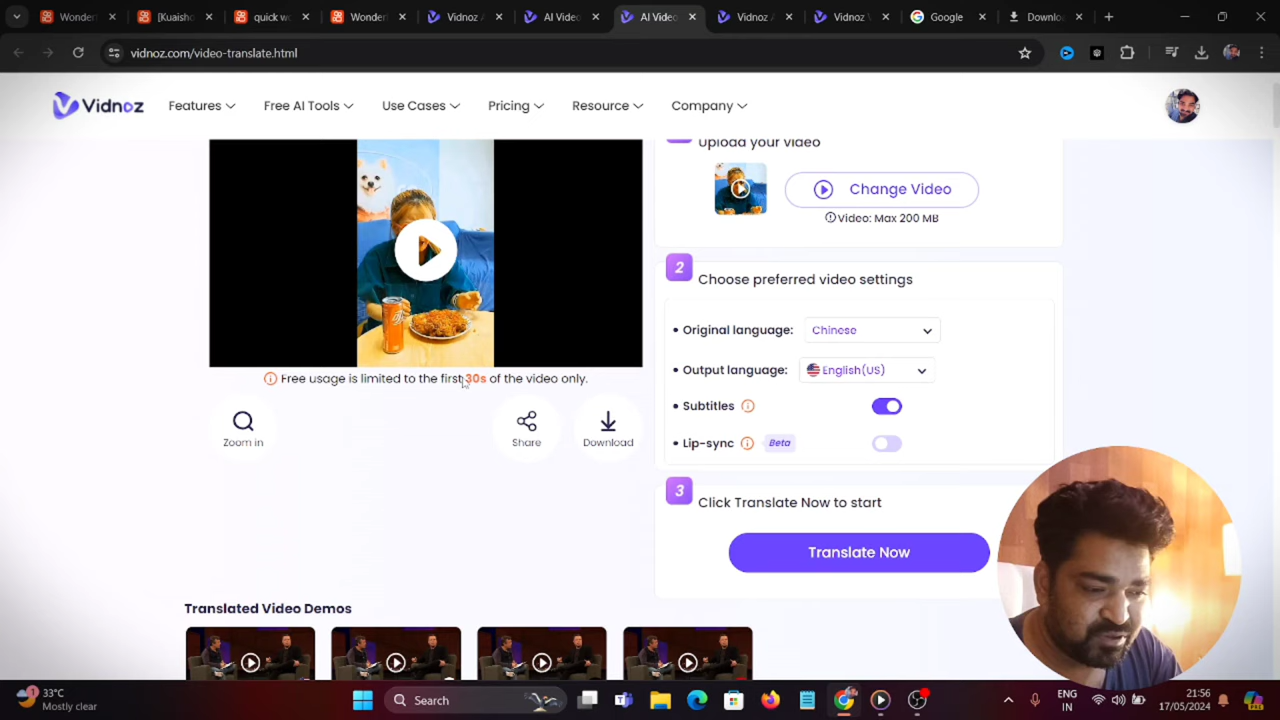 Wonder
[Kuaisho
quick wo
Wonder
Vidnoz A
AI Video
AI Video
Vidnoz A
Vidnoz V
Google
Downlo
vidnoz.com/video-translate.html
Vidnoz
Features
Free AI Tools
Use Cases
Pricing
Resource
Company
Upload your video
Change Video
Video: Max 200 MB
2
Choose preferred video settings
Original language:
Chinese
Output language:
English(US)
Subtitles
Lip-sync
Beta
Free usage is limited to the first 30s of the video only.
Zoom in
Share
Download
3
Click Translate Now to start
Translate Now
Translated Video Demos
1
33°C
Mostly clear
Search
ENG
IN
21:56
17/05/2024